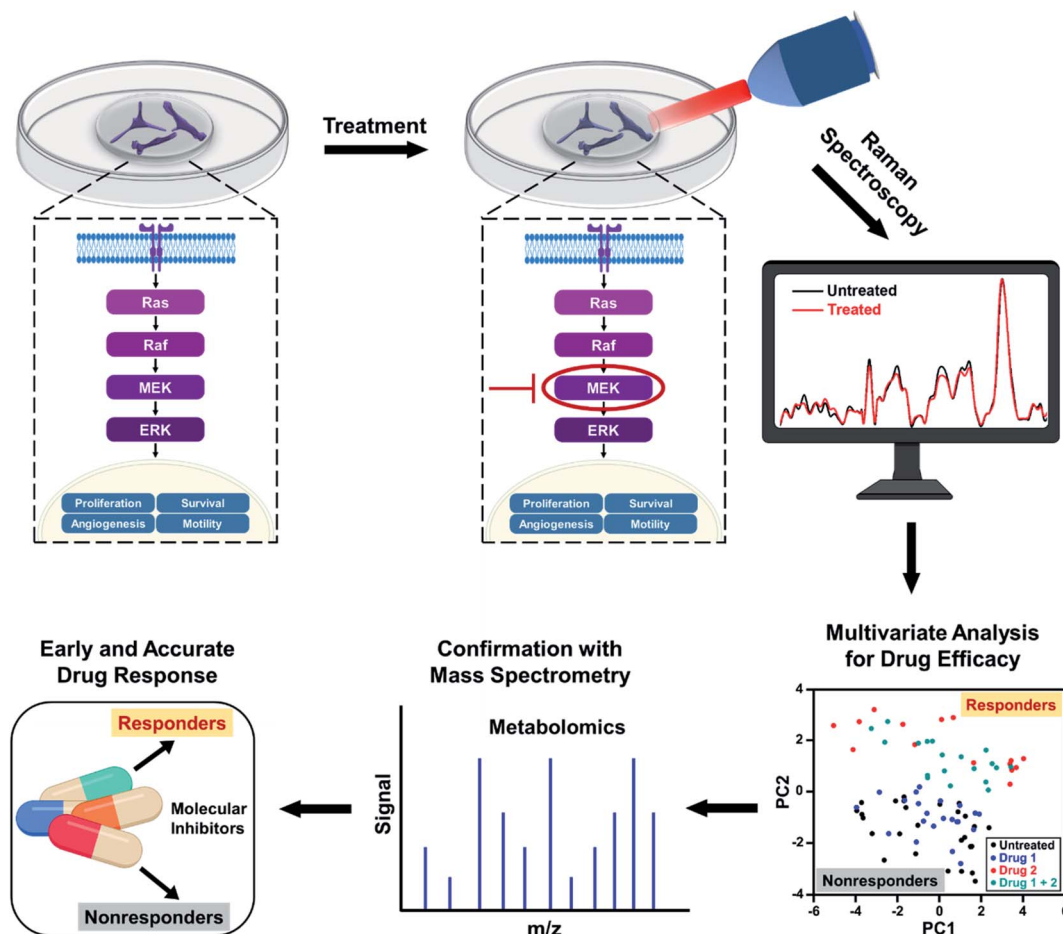 Treatment
Raman
Spectroscopy
Ras
Raf
MEK
ERK
Proliferation
Survival
Angiogenesis
Motility
Ras
Raf
MEK
ERK
Proliferation
Survival
Angiogenesis
Motility
Untreated
Treated
Multivariate Analysis
for Drug Efficacy
Responders
Nonresponders
Untreated
Drug 1
Drug 2
Drug 1 + 2
PC2
4
2
0
-2
-4
-6
-4
-2
0
2
4
6
PC1
Confirmation with
Mass Spectrometry
Metabolomics
Signal
m/z
Early and Accurate
Drug Response
Responders
Molecular
Inhibitors
Nonresponders